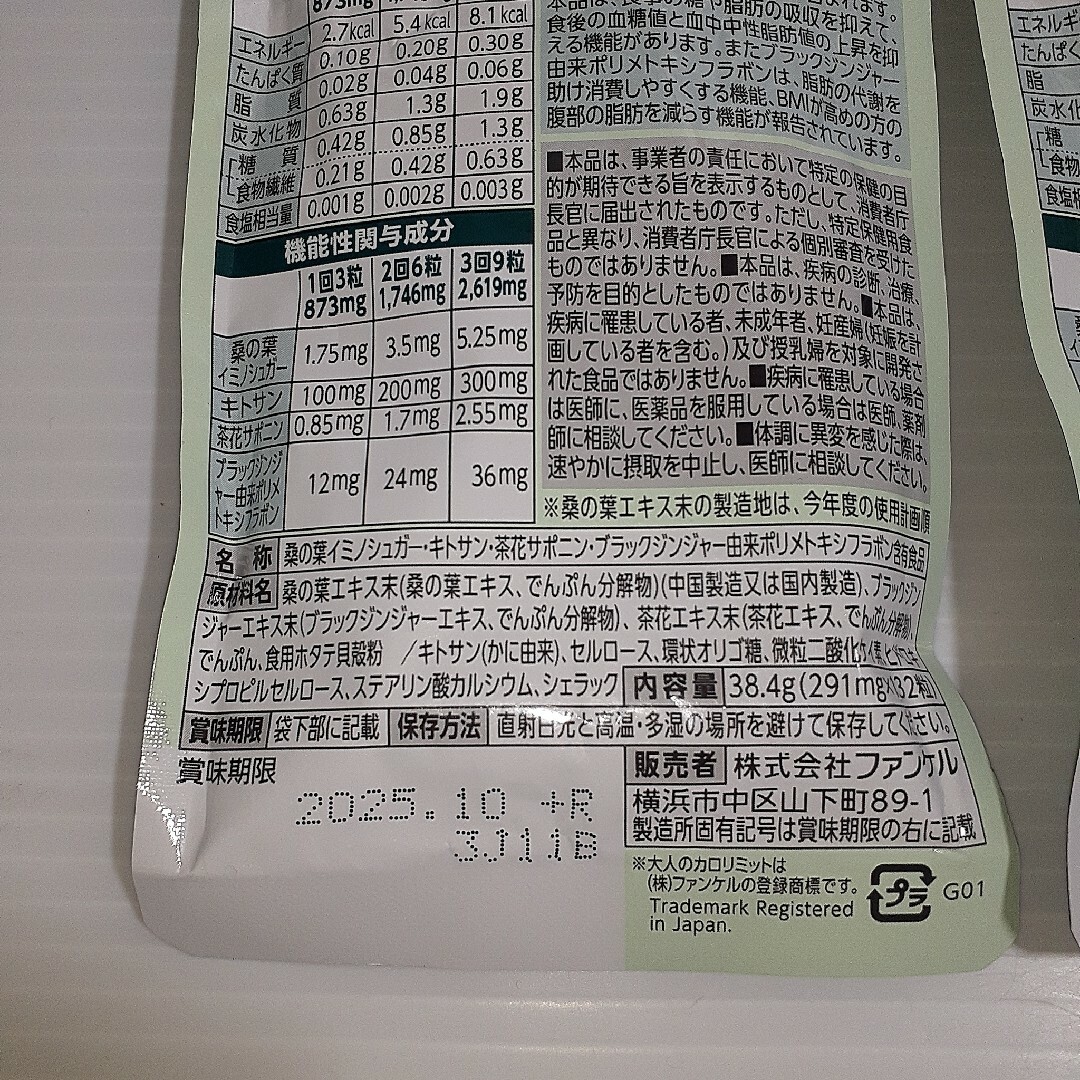 873mg
エネルギー 2.7kcal 5.4kcal 8.1kcal
たんぱく質 0.10g 0.20g 0.30g
脂質 0.02g 0.04g 0.06g
炭水化物 0.63g 1.3g 1.9g
糖質 0.42g 0.85g 1.3g
食物繊維 0.21g 0.42g 0.63g
食塩相当量 0.001g 0.002g 0.003g
機能性関与成分
1回3粒 2回6粒 3回9粒
873mg 1,746mg 2,619mg
桑の葉
イミノシュガー 1.75mg 3.5mg 5.25mg
キトサン 100mg 200mg 300mg
茶花サポニン 0.85mg 1.7mg 2.55mg
ブラックジンジ
ャー由来ポリメ
トキシフラボン 12mg 24mg 36mg
脂肪の吸収を抑えて、
食後の血糖値と血中中性脂肪値の上昇を抑
える機能があります。またブラックジンジャー
由来ポリメトキシフラボンは、脂肪の代謝を
助け消費しやすくする機能、BMIが高めの方の
腹部の脂肪を減らす機能が報告されています。
■本品は、事業者の責任において特定の保健の目
的が期待できる旨を表示するものとして、消費者庁
長官に届出されたものです。ただし、特定保健用食
品と異なり、消費者庁長官による個別審査を受けた
ものではありません。■本品は、疾病の診断、治療、
予防を目的としたものではありません。■本品は、
疾病に罹患している者、未成年者、妊産婦(妊娠を計
画している者を含む。)及び授乳婦を対象に開発さ
れた食品ではありません。■疾病に罹患している場合
は医師に、医薬品を服用している場合は医師、薬剤
師に相談してください。■体調に異変を感じた際は、
速やかに摂取を中止し、医師に相談してください。
※桑の葉エキス末の製造地は、今年度の使用計画順
名称 桑の葉イミノシュガー・キトサン・茶花サポニン・ブラックジンジャー由来ポリメトキシフラボン含有食品
原材料名 桑の葉エキス末(桑の葉エキス、でんぷん分解物)(中国製造又は国内製造)、ブラックジン
ジャーエキス末(ブラックジンジャーエキス、でんぷん分解物)、茶花エキス末(茶花エキス、でんぷん分解物)、
でんぷん、食用ホタテ貝殻粉 /キトサン(かに由来)、セルロース、環状オリゴ糖、微粒二酸化ケイ素、ヒドロキ
シプロピルセルロース、ステアリン酸カルシウム、シェラック 内容量 38.4g(291mg×132粒)
賞味期限 袋下部に記載 保存方法 直射日光と高温・多湿の場所を避けて保存してください。
賞味期限
2025.10 +R
3J11B
販売者 株式会社ファンケル
横浜市中区山下町89-1
製造所固有記号は賞味期限の右に記載
※大人のカロリミットは
(株)ファンケルの登録商標です。
Trademark Registered
in Japan.
プラ G01
エネルギー
たんぱく
脂
炭水化物
糖
食物
食塩相